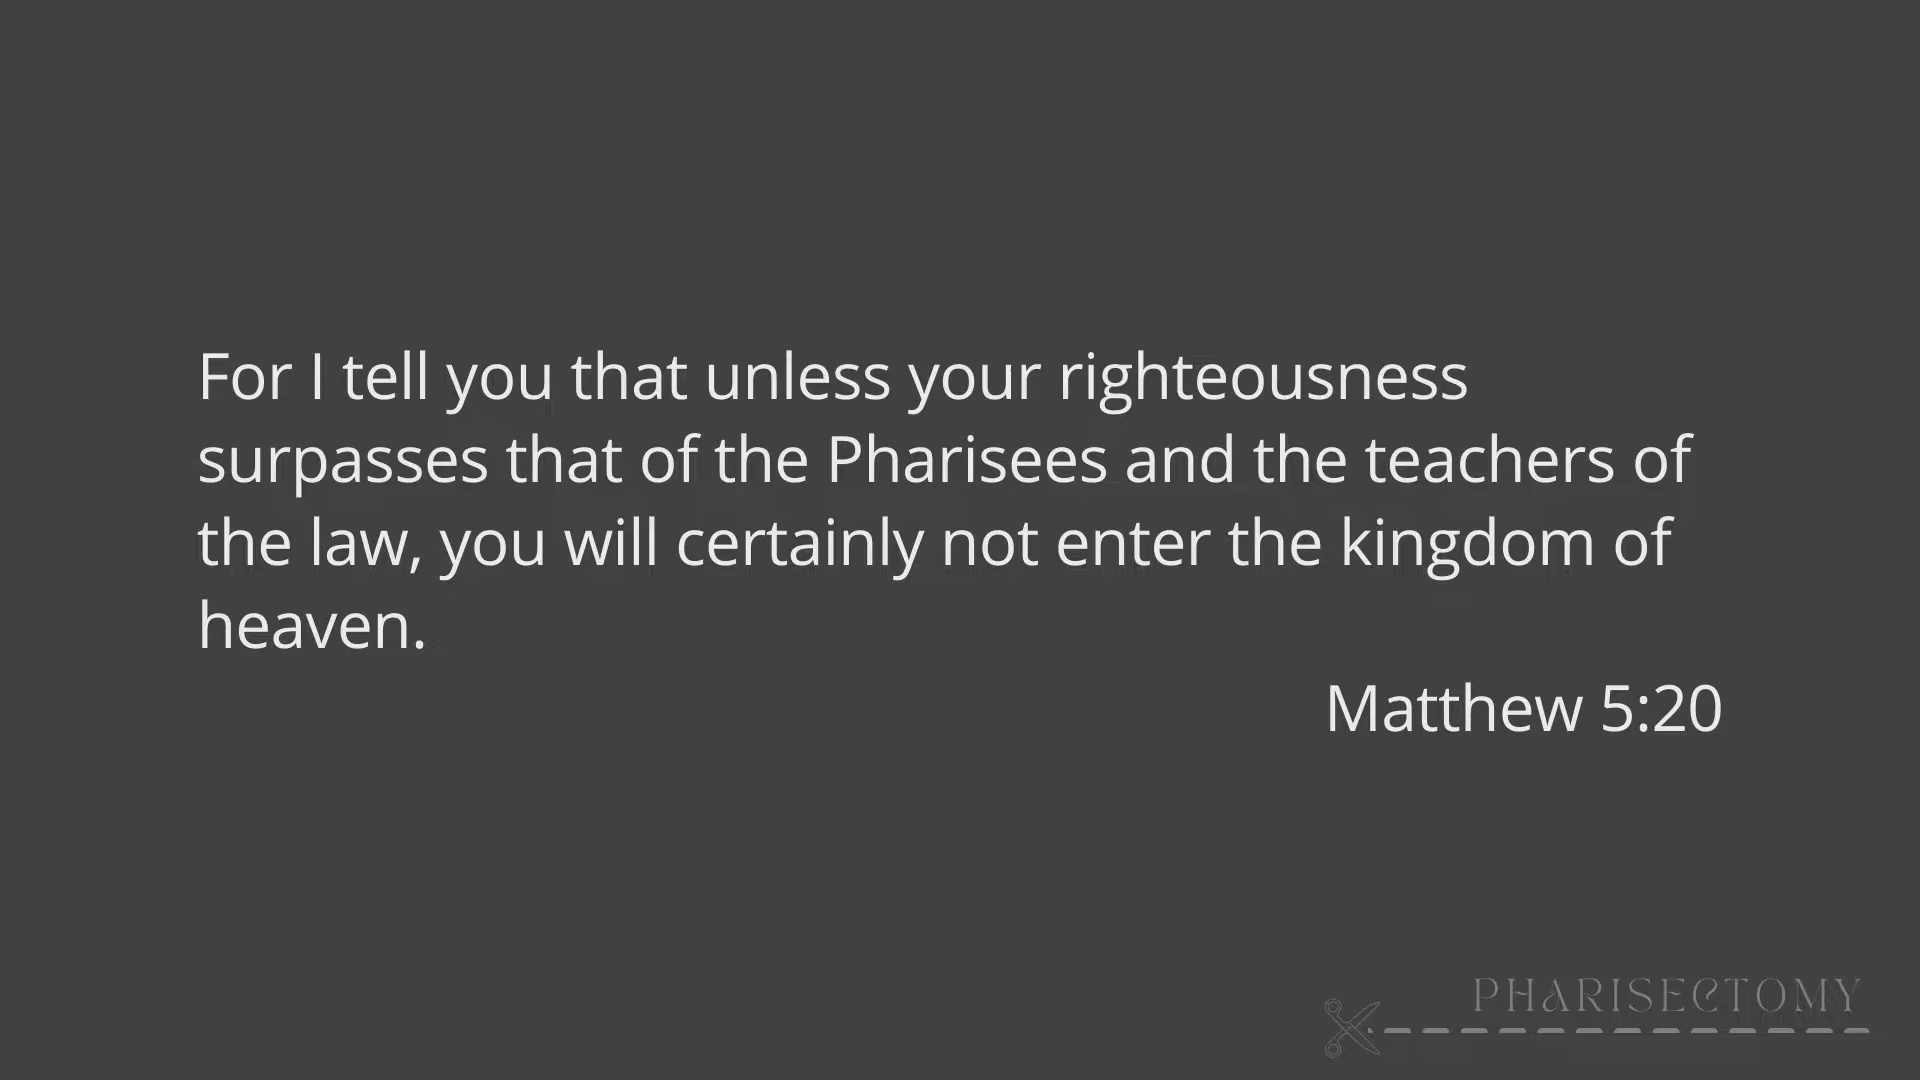 For I tell you that unless your righteousness
surpasses that of the Pharisees and the teachers of
the law, you will certainly not enter the kingdom of
heaven.
Matthew 5:20
PHARISECTOMY